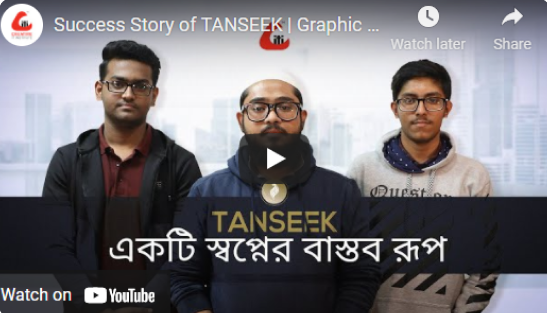 Success Story of TANSEEK | Graphic ...
Watch later
Share
TANSEEK
একটি স্বপ্নের বাস্তব রূপ
Watch on YouTube